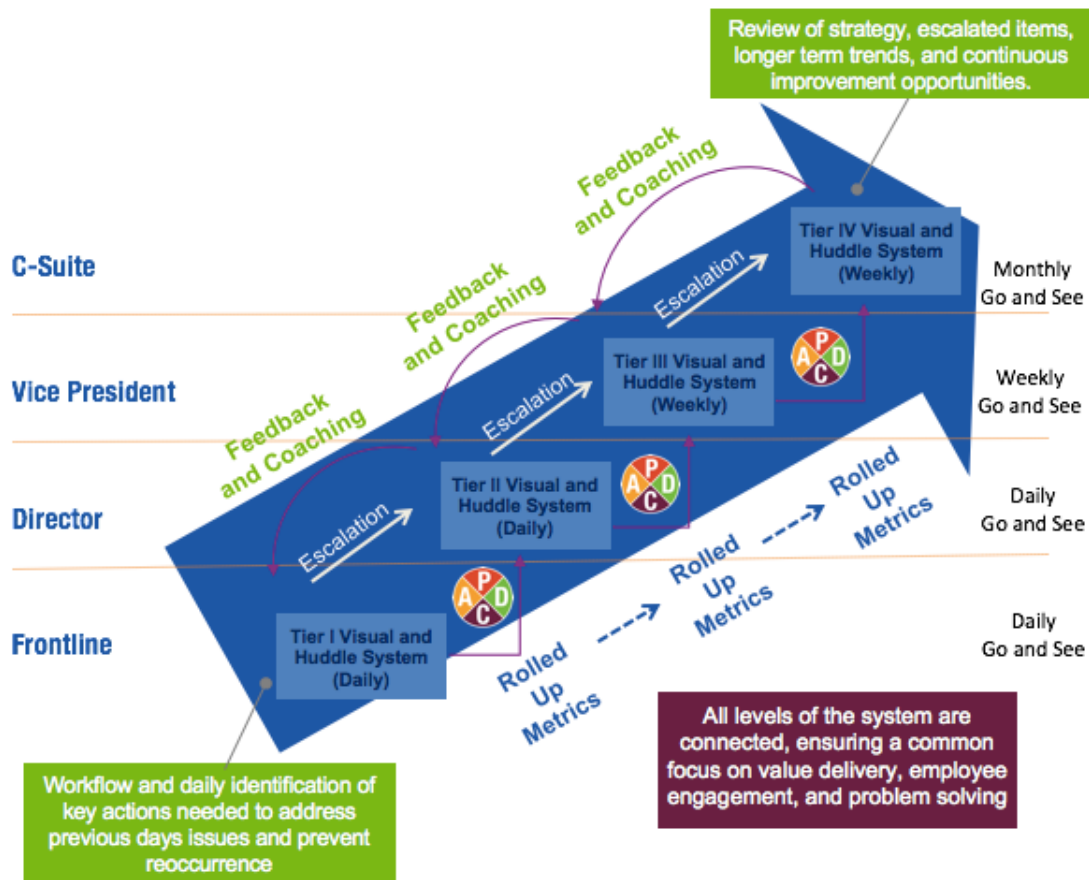 Review of strategy, escalated items,
longer term trends, and continuous
improvement opportunities.
Feedback
and Coaching
C-Suite
Escalation
Tier IV Visual and
Huddle System
(Weekly)
Monthly
Go and See
Feedback
and Coaching
Vice President
Escalation
Tier III Visual and
Huddle System
(Weekly)
P
A D
C
Weekly
Go and See
Feedback
and Coaching
Director
Escalation
Tier II Visual and
Huddle System
(Daily)
P
A D
C
Rolled
Up
Metrics
Daily
Go and See
Frontline
Tier I Visual and
Huddle System
(Daily)
P
A D
C
Rolled
Up
Metrics
Rolled
Up
Metrics
Daily
Go and See
All levels of the system are
connected, ensuring a common
focus on value delivery, employee
engagement, and problem solving
Workflow and daily identification of
key actions needed to address
previous days issues and prevent
reoccurrence